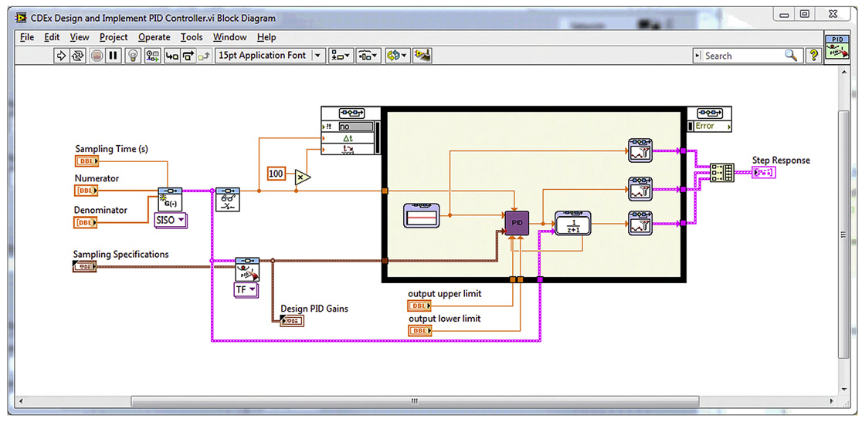 CDEx Design and Implement PID Controller.vi Block Diagram
File Edit View Project Operate Tools Window Help
15pt Application Font
Search
PID
no
Error
Δt
Sampling Time (s)
DBL
100
×
Step Response
Numerator
DBL
Denominator
DBL
G(-)
SISO
PID
1
z+1
Sampling Specifications
TF
output upper limit
DBL
Design PID Gains
output lower limit
DBL